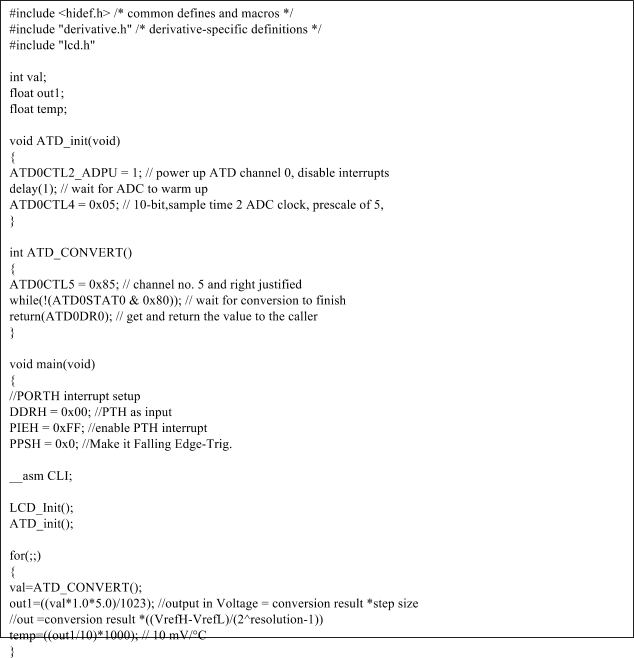 #include <hidef.h> /* common defines and macros */
#include "derivative.h" /* derivative-specific definitions */
#include "lcd.h"
int val;
float out1;
float temp;
void ATD_init(void)
{
ATD0CTL2_ADPU = 1; // power up ATD channel 0, disable interrupts
delay(1); // wait for ADC to warm up
ATD0CTL4 = 0x05; // 10-bit,sample time 2 ADC clock, prescale of 5,
}
int ATD_CONVERT()
{
ATD0CTL5 = 0x85; // channel no. 5 and right justified
while(!(ATD0STAT0 & 0x80)); // wait for conversion to finish
return(ATD0DR0); // get and return the value to the caller
}
void main(void)
{
//PORTH interrupt setup
DDRH = 0x00; //PTH as input
PIEH = 0xFF; //enable PTH interrupt
PPSH = 0x0; //Make it Falling Edge-Trig.
__asm CLI;
LCD_Init();
ATD_init();
for(;;)
{
val=ATD_CONVERT();
out1=((val*1.0*5.0)/1023); //output in Voltage = conversion result *step size
//out =conversion result *((VrefH-VrefL)/(2^resolution-1))
temp=((out1/10)*1000); // 10 mV/°C
}